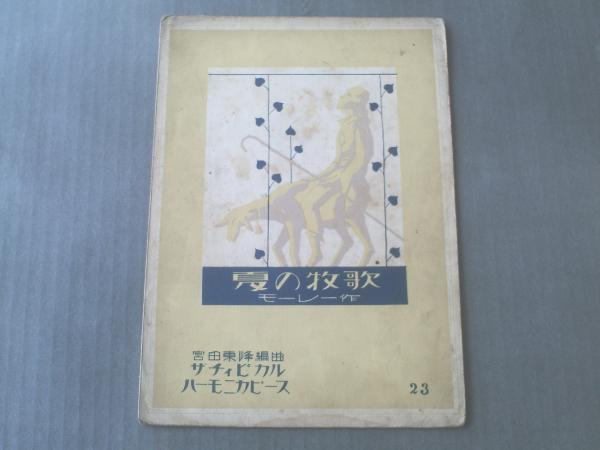 夏の牧歌
モーレー作
宮田東峰編曲
ザチィピカル
ハーモニカピース
23